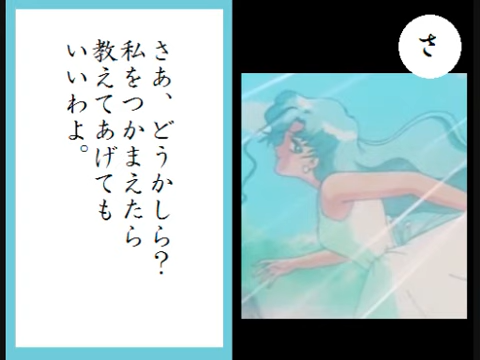 さあ、どうかしら?
私をつかまえたら
教えてあげても
いいわよ。
さ